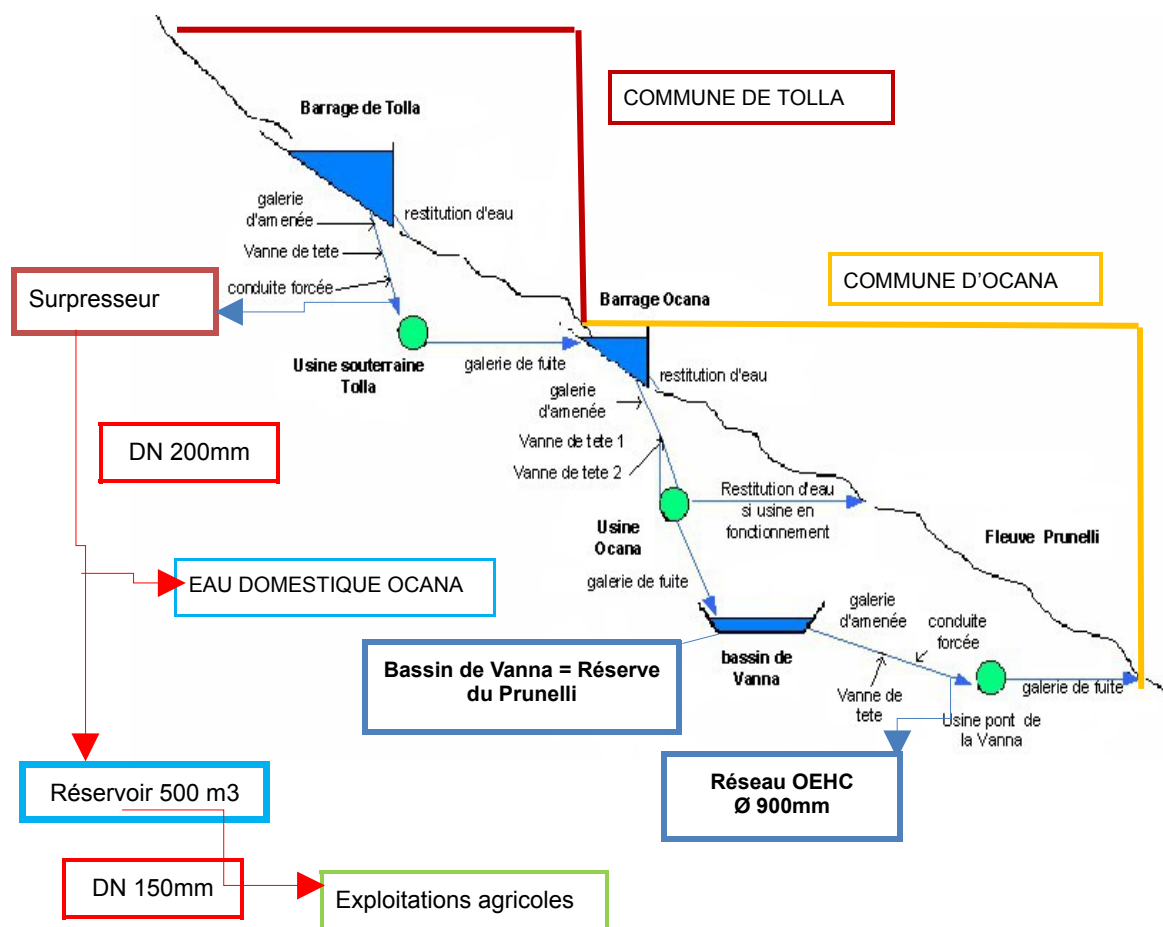 COMMUNE DE TOLLA
Barrage de Tolla
galerie
d'amenée
restitution d'eau
Vanne de tete
conduite forcée
Surpresseur
COMMUNE D'OCANA
Barrage Ocana
Usine souterraine
Tolla
galerie de fuite
restitution d'eau
galerie
d'amenée
DN 200mm
Vanne de tete 1
Vanne de tete 2
Restitution d'eau
si usine en
fonctionnement
Usine
Ocana
Fleuve Prunelli
EAU DOMESTIQUE OCANA
galerie de fuite
galerie
d'amenée
conduite
forcée
Bassin de Vanna = Réserve
du Prunelli
bassin de
Vanna
Vanne de
tete
galerie de fuite
Usine pont de
la Vanna
Réservoir 500 m3
Réseau OEHC
Ø 900mm
DN 150mm
Exploitations agricoles